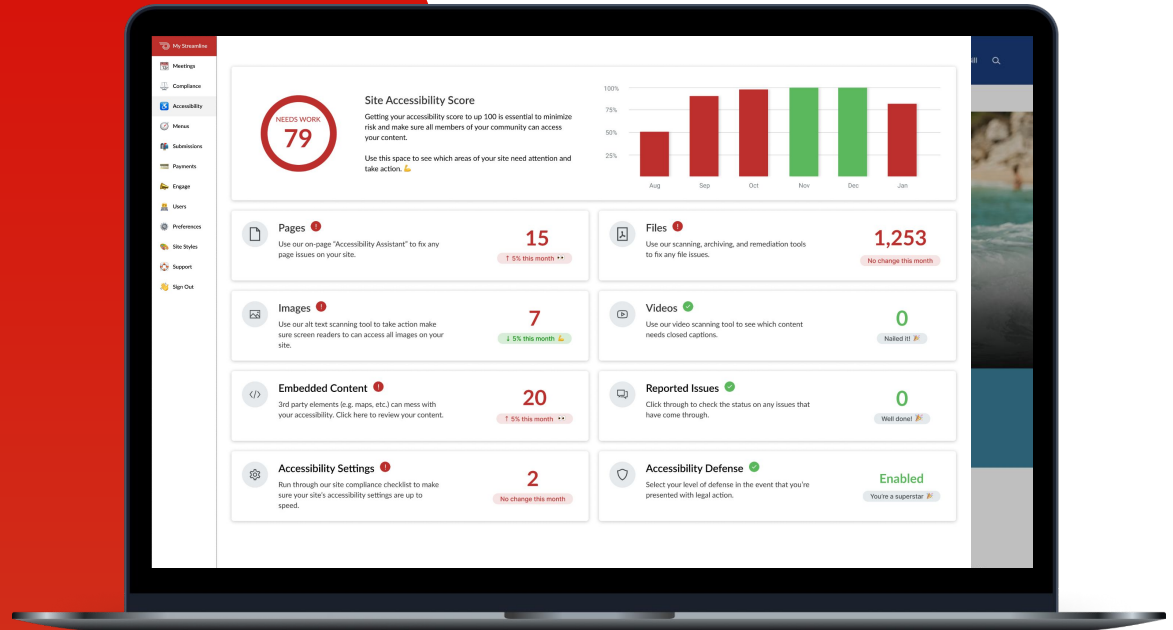 My Streamline
Meetings
Compliance
Accessibility
Menus
Submissions
Payments
Engage
Users
Preferences
Site Styles
Support
Sign Out
NEEDS WORK
79
Site Accessibility Score
Getting your accessibility score to up 100 is essential to minimize
risk and make sure all members of your community can access
your content.
Use this space to see which areas of your site need attention and
take action. 💪
100%
75%
50%
25%
Aug Sep Oct Nov Dec Jan
Pages
Use our on-page "Accessibility Assistant" to fix any
page issues on your site.
15
↑ 5% this month 👀
Files
Use our scanning, archiving, and remediation tools
to fix any file issues.
1,253
No change this month
Images
Use our alt text scanning tool to take action make
sure screen readers to can access all images on your
site.
7
↓ 5% this month 💪
Videos
Use our video scanning tool to see which content
needs closed captions.
0
Nailed it! 🎉
Embedded Content
3rd party elements (e.g. maps, etc.) can mess with
your accessibility. Click here to review your content.
20
↑ 5% this month 👀
Reported Issues
Click through to check the status on any issues that
have come through.
0
Well done! 🎉
Accessibility Settings
Run through our site compliance checklist to make
sure your site's accessibility settings are up to
speed.
2
No change this month
Accessibility Defense
Select your level of defense in the event that you're
presented with legal action.
Enabled
You're a superstar 🎉